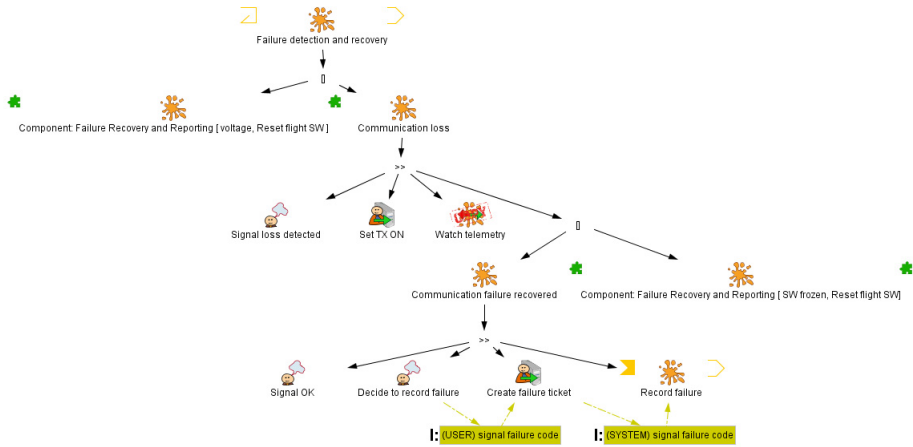 Failure detection and recovery
[]
Component: Failure Recovery and Reporting [ voltage, Reset flight SW ]
Communication loss
>>
Signal loss detected
Set TX ON
Watch telemetry
[]
Communication failure recovered
Component: Failure Recovery and Reporting [ SW frozen, Reset flight SW]
>>
Signal OK
Decide to record failure
Create failure ticket
Record failure
I: (USER) signal failure code
I: (SYSTEM) signal failure code